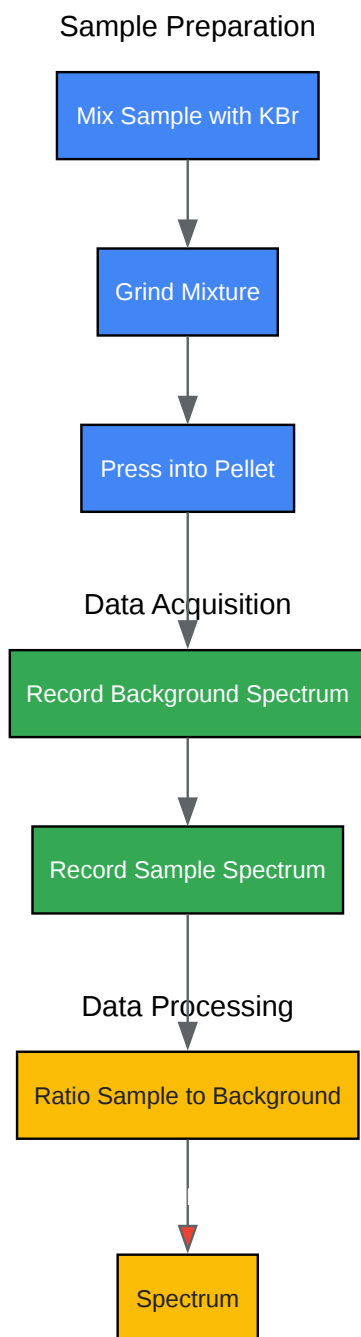 Sample Preparation
Mix Sample with KBr
Grind Mixture
Press into Pellet
Data Acquisition
Record Background Spectrum
Record Sample Spectrum
Data Processing
Ratio Sample to Background
Spectrum